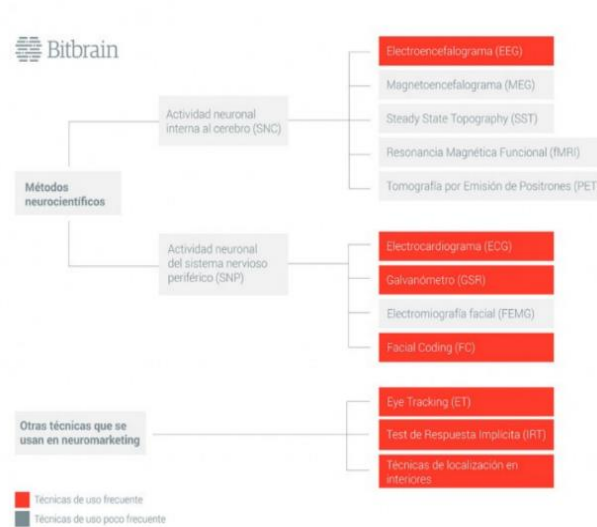 Bitbrain
Métodos
neurocientíficos
Actividad neuronal
interna al cerebro (SNC)
Electroencefalograma (EEG)
Magnetoencefalograma (MEG)
Steady State Topography (SST)
Resonancia Magnética Funcional (fMRI)
Tomografía por Emisión de Positrones (PET
Actividad neuronal
del sistema nervioso
periférico (SNP)
Electrocardiograma (ECG)
Galvanómetro (GSR)
Electromiografía facial (FEMG)
Facial Coding (FC)
Otras técnicas que se
usan en neuromarketing
Eye Tracking (ET)
Test de Respuesta Implícita (IRT)
Técnicas de localización en
interiores
Técnicas de uso frecuente
Técnicas de uso poco frecuente